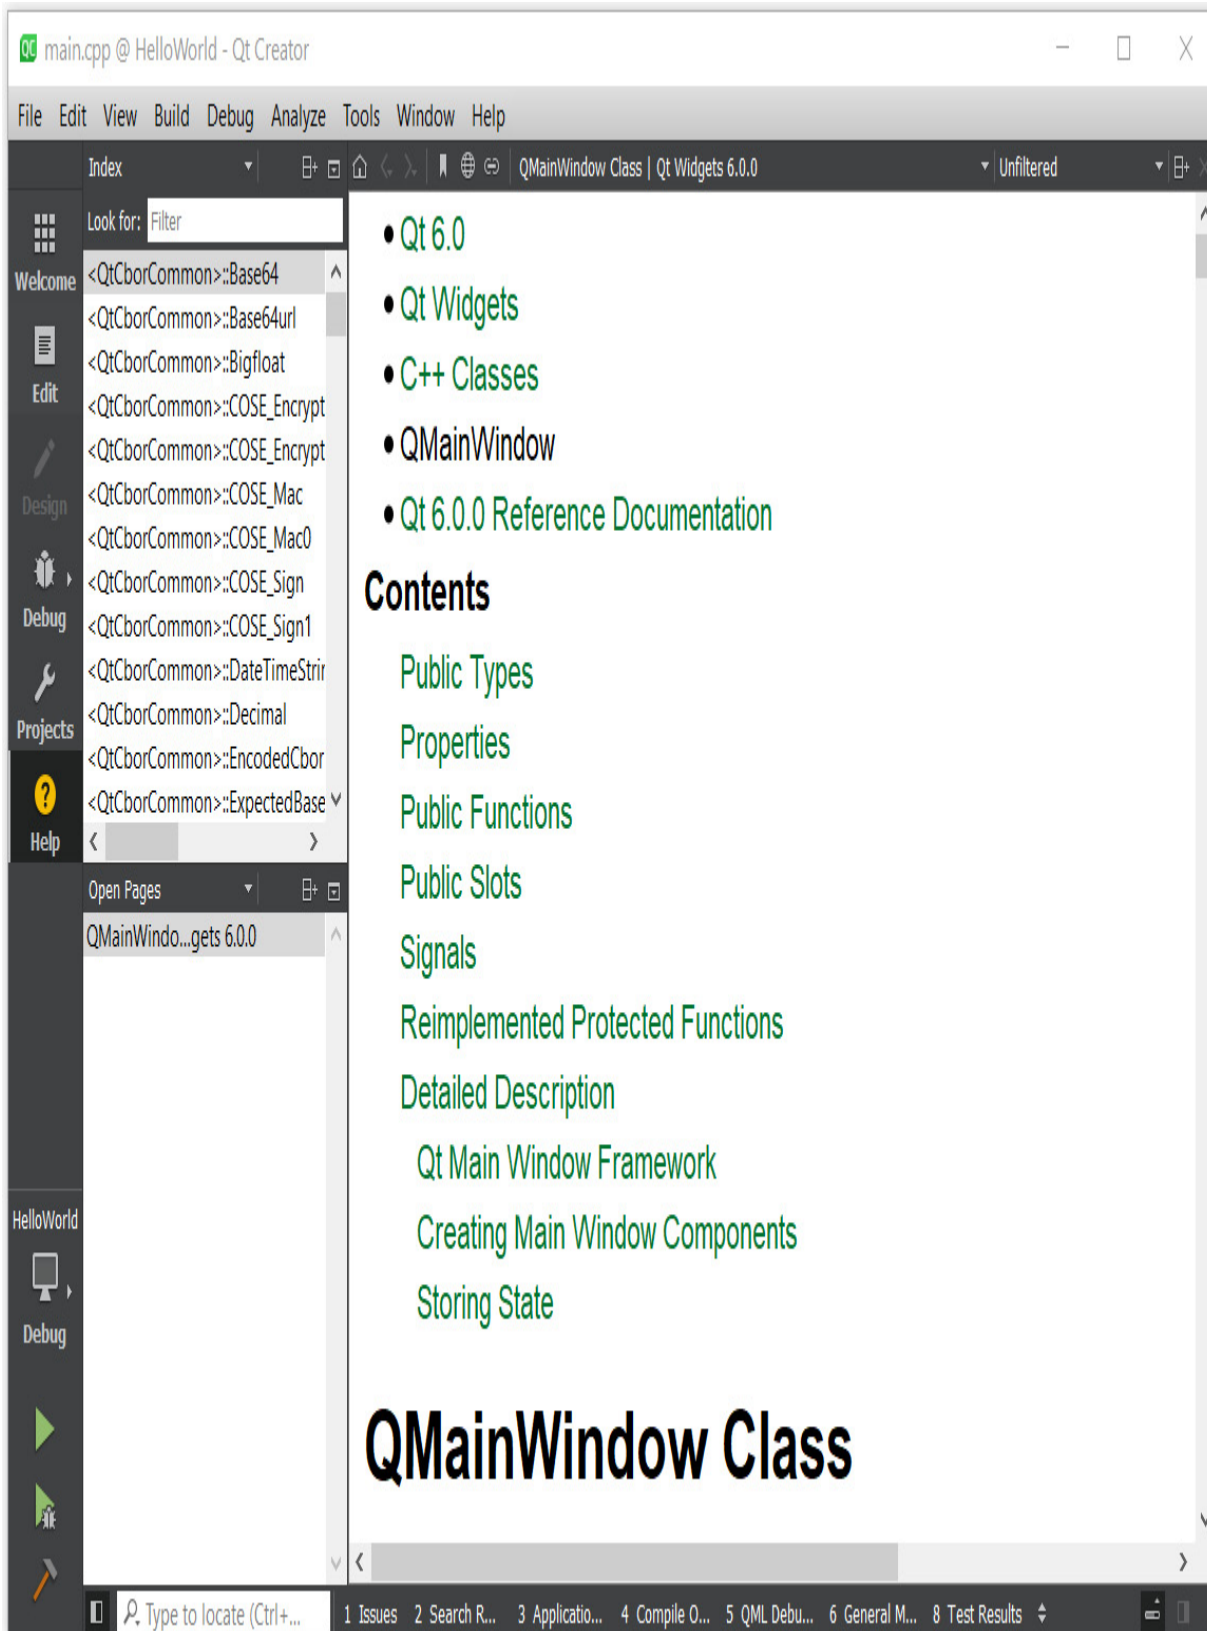 main.cpp @ HelloWorld - Qt Creator
File Edit View Build Debug Analyze Tools Window Help
Index
QMainWindow Class | Qt Widgets 6.0.0
Unfiltered
Look for: Filter
Welcome
Edit
Design
Debug
Projects
Help
<QtCborCommon>::Base64
<QtCborCommon>::Base64url
<QtCborCommon>::Bigfloat
<QtCborCommon>::COSE_Encrypt
<QtCborCommon>::COSE_Encrypt
<QtCborCommon>::COSE_Mac
<QtCborCommon>::COSE_Mac0
<QtCborCommon>::COSE_Sign
<QtCborCommon>::COSE_Sign1
<QtCborCommon>::DateTimeStrir
<QtCborCommon>::Decimal
<QtCborCommon>::EncodedCbor
<QtCborCommon>::ExpectedBase
Open Pages
QMainWindo...gets 6.0.0
• Qt 6.0
• Qt Widgets
• C++ Classes
• QMainWindow
• Qt 6.0.0 Reference Documentation
Contents
Public Types
Properties
Public Functions
Public Slots
Signals
Reimplemented Protected Functions
Detailed Description
Qt Main Window Framework
Creating Main Window Components
Storing State
QMainWindow Class
HelloWorld
Debug
Type to locate (Ctrl+...
1 Issues 2 Search R... 3 Applicatio... 4 Compile O... 5 QML Debu... 6 General M... 8 Test Results